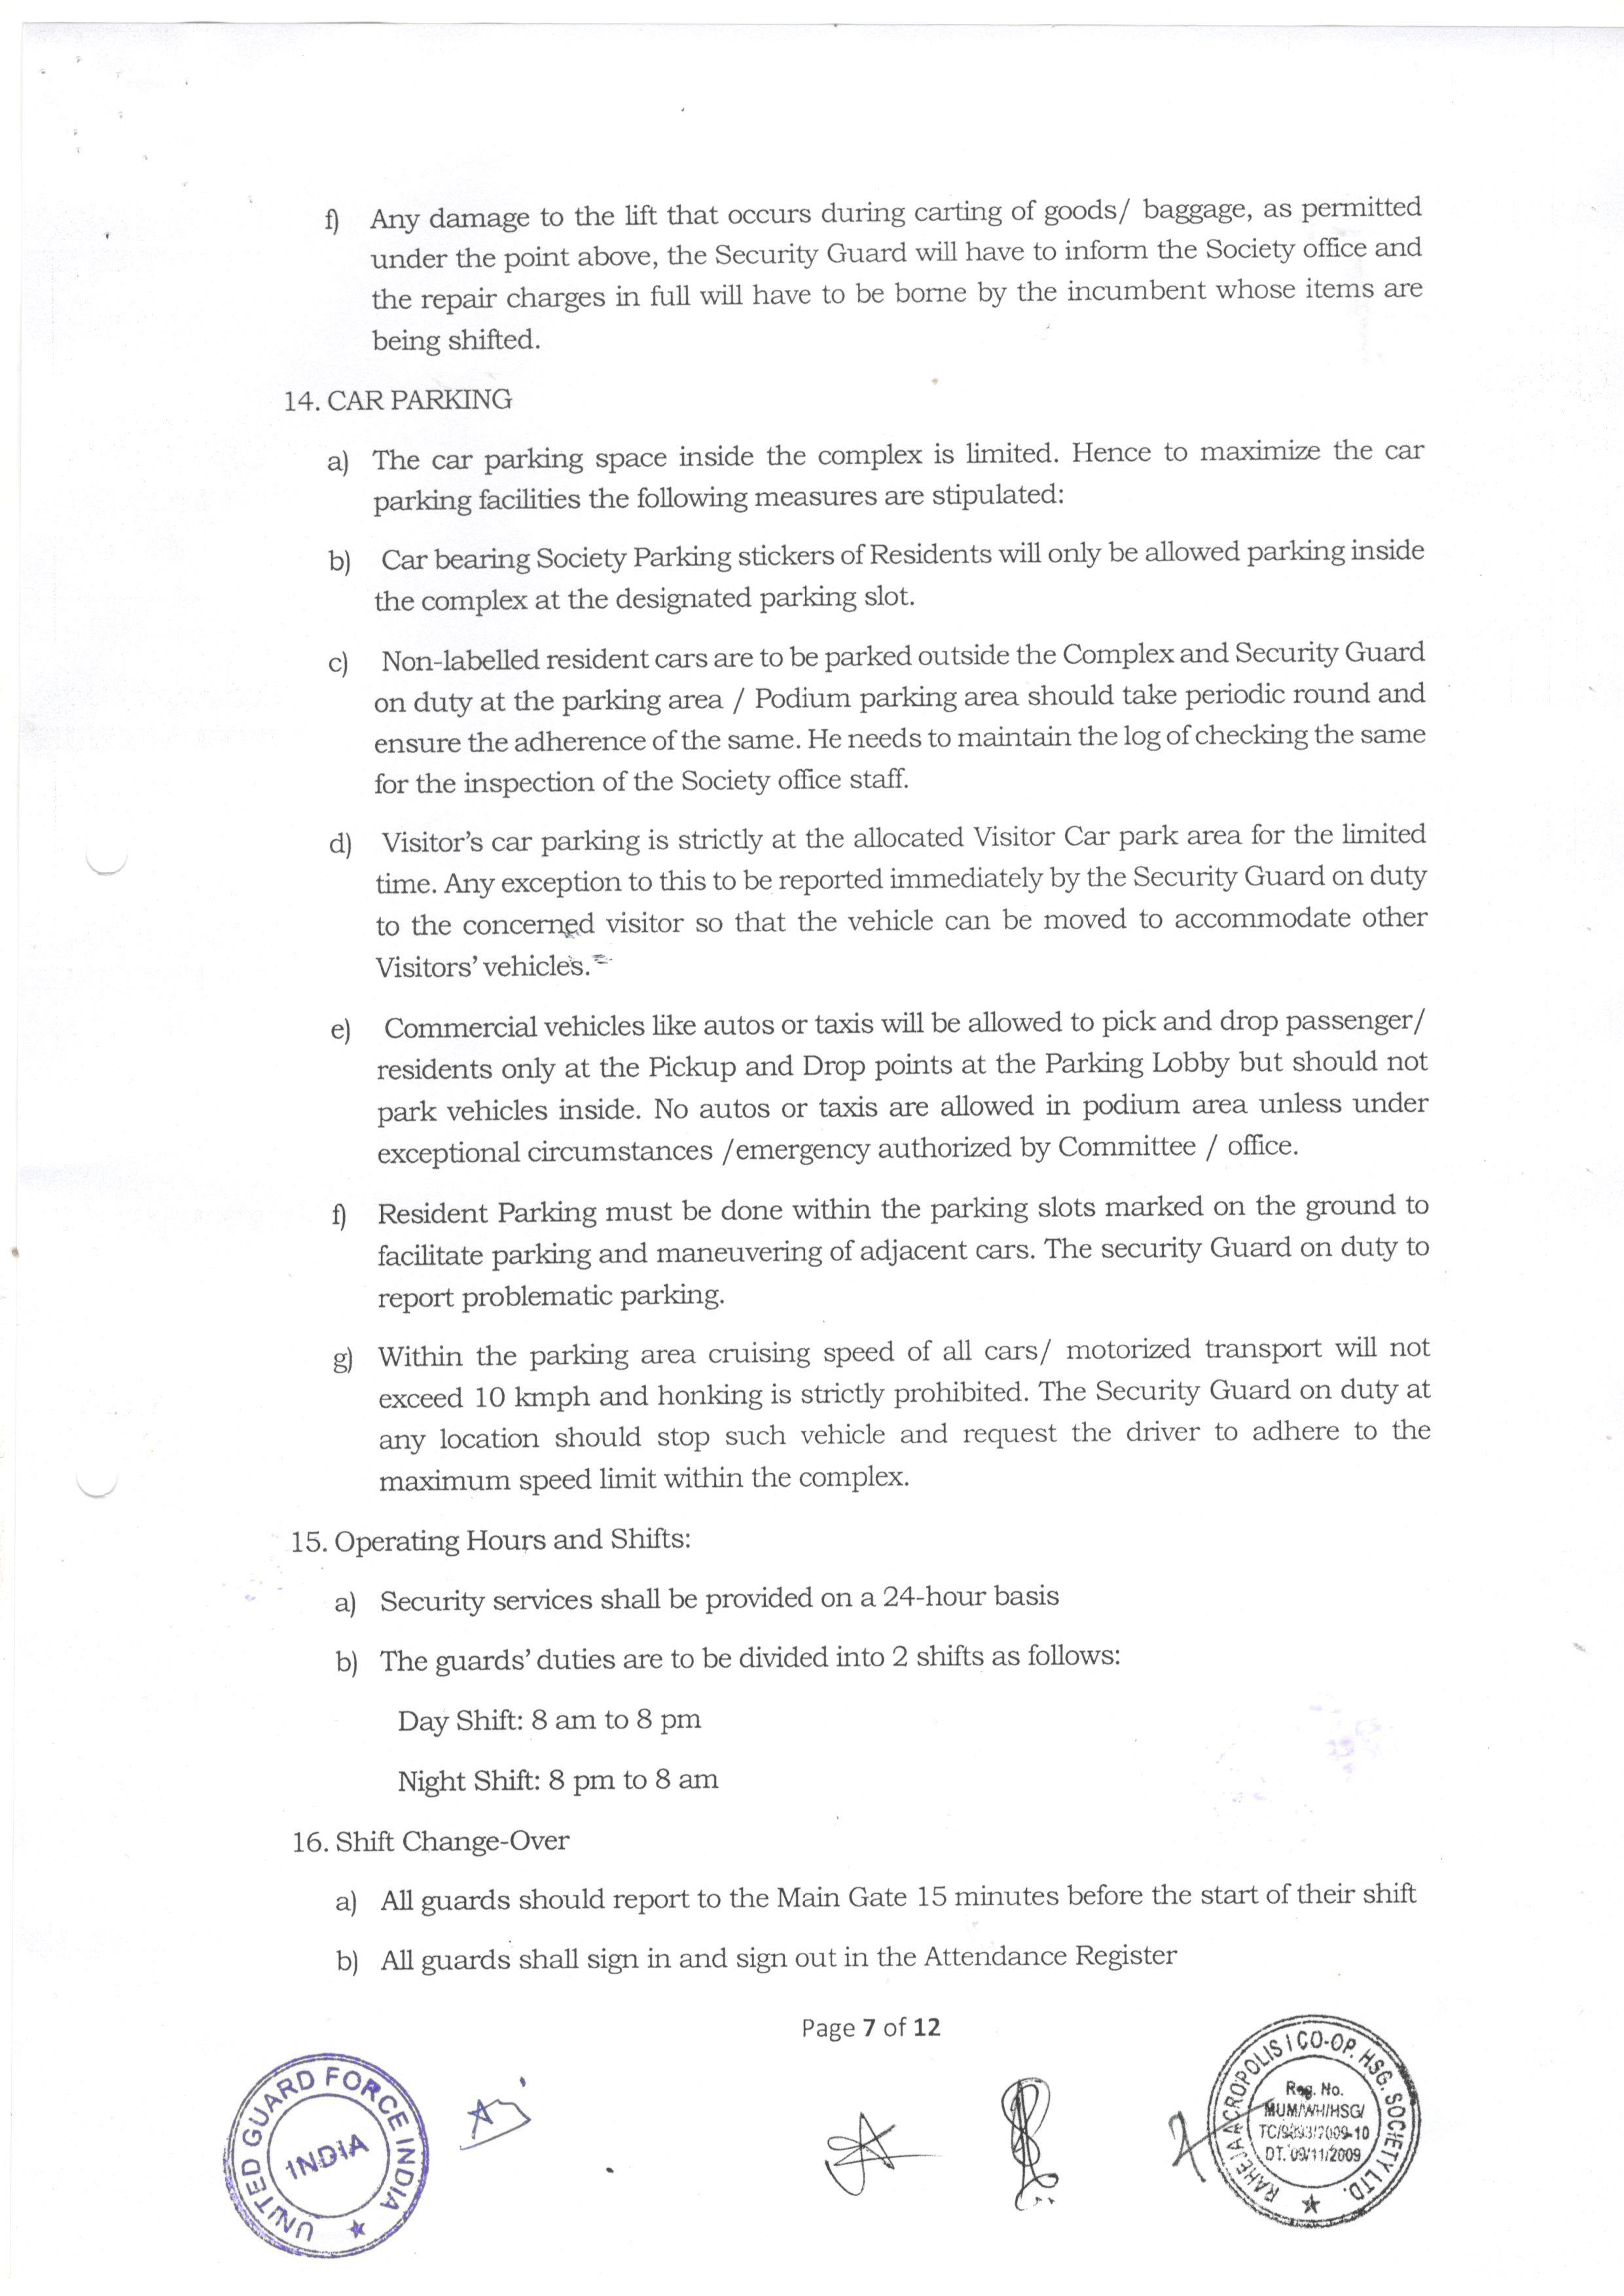 f) Any damage to the lift that occurs during carting of goods/ baggage, as permitted
under the point above, the Security Guard will have to inform the Society office and
the repair charges in full will have to be borne by the incumbent whose items are
being shifted.
14. CAR PARKING
a) The car parking space inside the complex is limited. Hence to maximize the car
parking facilities the following measures are stipulated:
b) Car bearing Society Parking stickers of Residents will only be allowed parking inside
the complex at the designated parking slot.
c) Non-labelled resident cars are to be parked outside the Complex and Security Guard
on duty at the parking area / Podium parking area should take periodic round and
ensure the adherence of the same. He needs to maintain the log of checking the same
for the inspection of the Society office staff.
d) Visitor's car parking is strictly at the allocated Visitor Car park area for the limited
time. Any exception to this to be reported immediately by the Security Guard on duty
to the concerned visitor so that the vehicle can be moved to accommodate other
Visitors' vehicles.
e) Commercial vehicles like autos or taxis will be allowed to pick and drop passenger/
residents only at the Pickup and Drop points at the Parking Lobby but should not
park vehicles inside. No autos or taxis are allowed in podium area unless under
exceptional circumstances /emergency authorized by Committee / office.
f) Resident Parking must be done within the parking slots marked on the ground to
facilitate parking and maneuvering of adjacent cars. The security Guard on duty to
report problematic parking.
g) Within the parking area cruising speed of all cars/ motorized transport will not
exceed 10 kmph and honking is strictly prohibited. The Security Guard on duty at
any location should stop such vehicle and request the driver to adhere to the
maximum speed limit within the complex.
15. Operating Hours and Shifts:
a) Security services shall be provided on a 24-hour basis
b) The guards' duties are to be divided into 2 shifts as follows:
Day Shift: 8 am to 8 pm
Night Shift: 8 pm to 8 am
16. Shift Change-Over
a) All guards should report to the Main Gate 15 minutes before the start of their shift
b) All guards shall sign in and sign out in the Attendance Register
Page 7 of 12
UNITED GUARD FORCE INDIA
INDIA
RAHEJA ACROPOLIS I CO-OP. HSG. SOCIETY LTD.
Reg. No.
MUM/WH/HSG/
DT. 09/11/2009